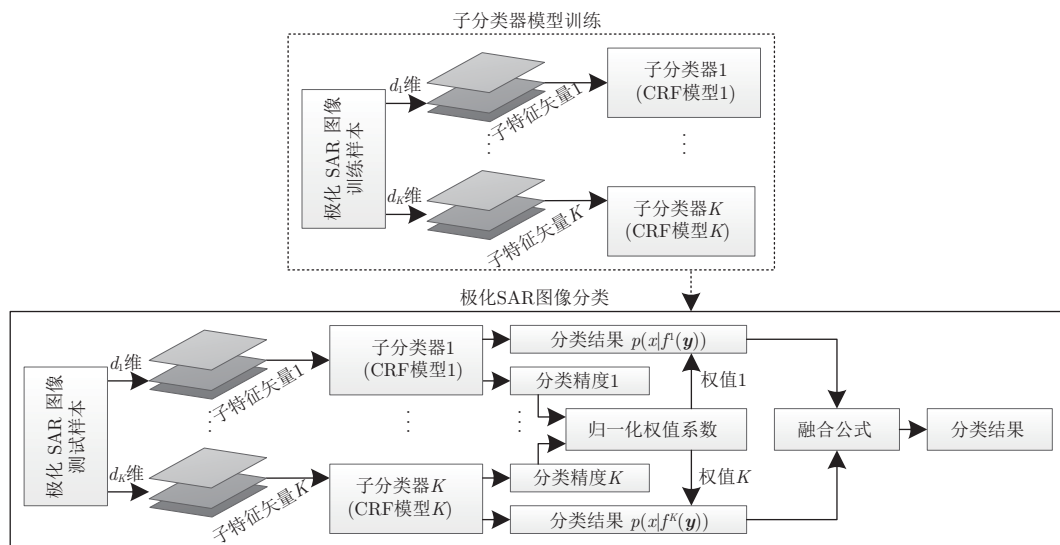 子分类器模型训练
极化 SAR 图像
训练样本
d₁维
子特征矢量1
子分类器1
(CRF模型1)
⋮
⋮
d_K维
子特征矢量K
子分类器K
(CRF模型K)
极化SAR图像分类
极化 SAR 图像
测试样本
d₁维
子特征矢量1
子分类器1
(CRF模型1)
分类结果 p(x|f¹(y))
分类精度1
权值1
⋮
⋮
⋮
归一化权值系数
融合公式
分类结果
d_K维
子特征矢量K
子分类器K
(CRF模型K)
分类精度K
权值K
分类结果 p(x|f^K(y))